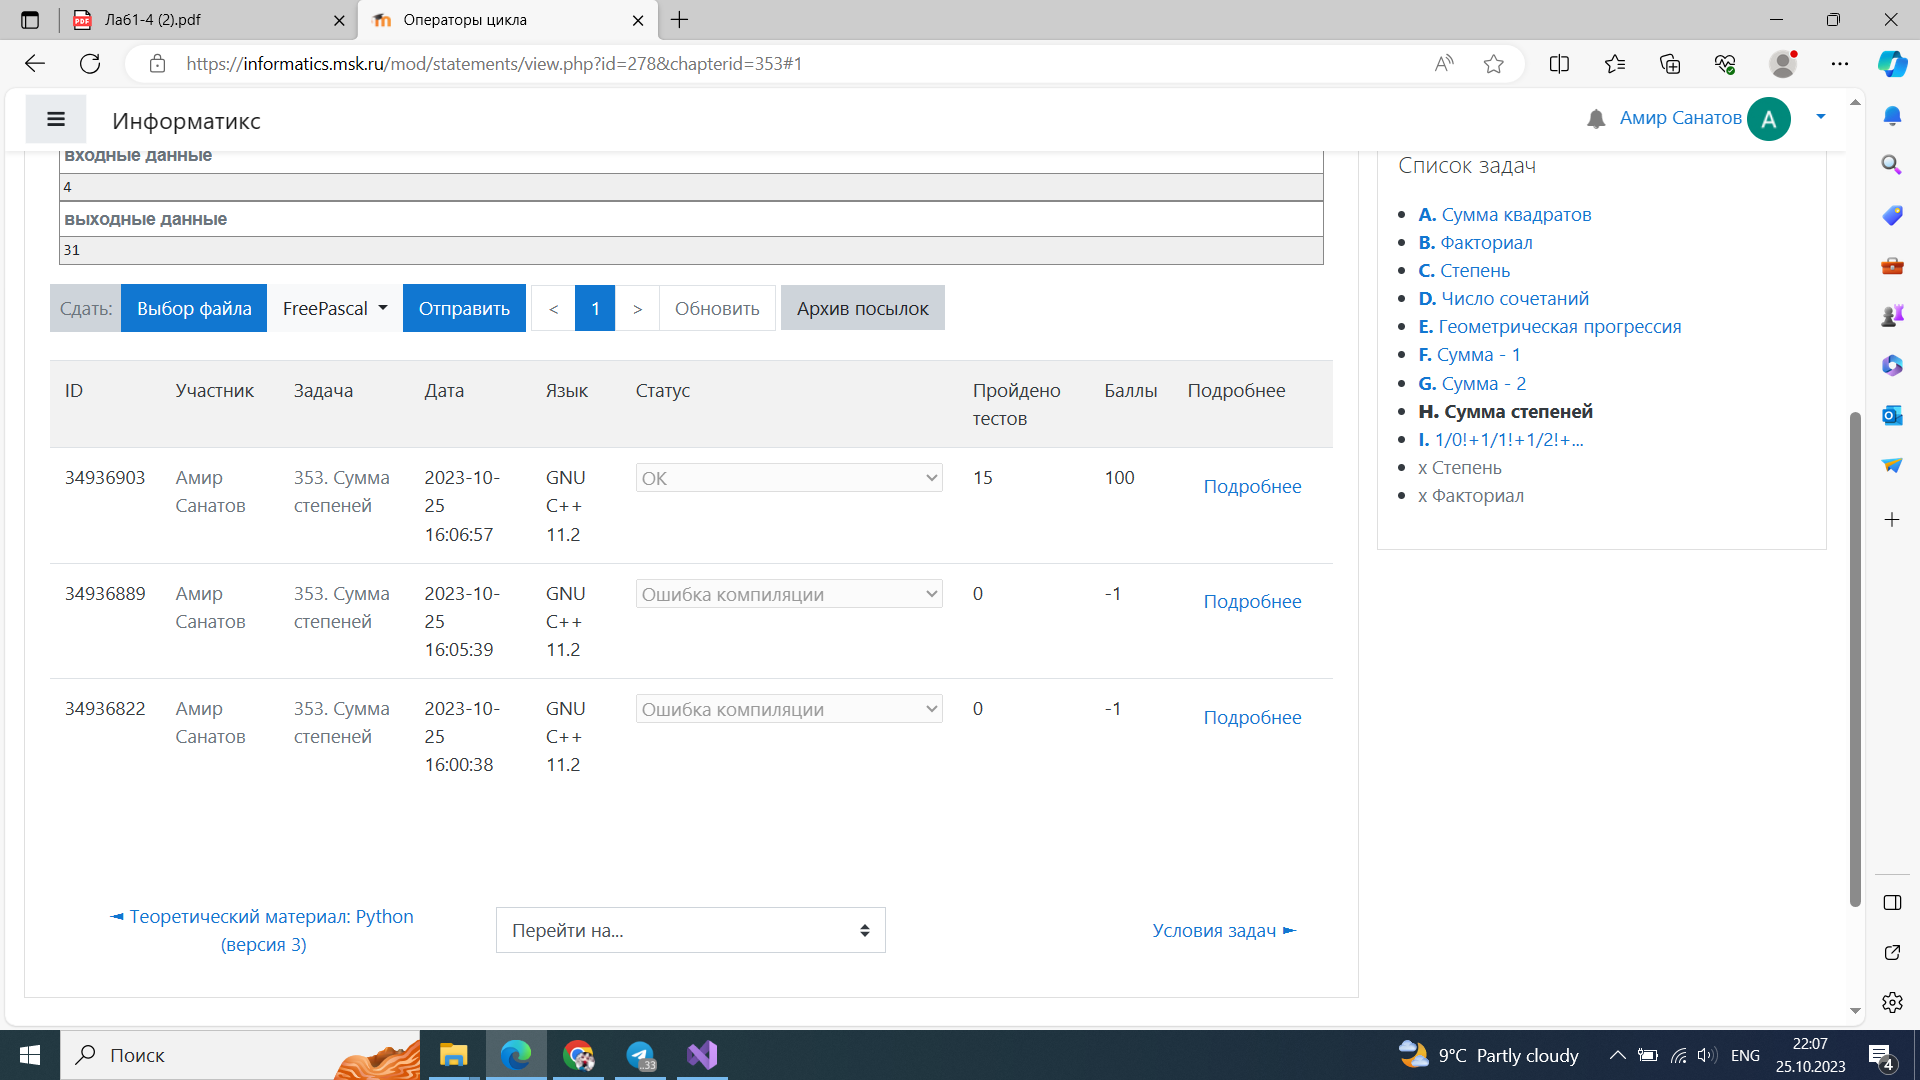 Лаб1-4 (2).pdf
Операторы цикла
https://informatics.msk.ru/mod/statements/view.php?id=278&chapterid=353#1
Информатикс
Амир Санатов
A
входные данные
4
выходные данные
31
Сдать:
Выбор файла
FreePascal
Отправить
<
1
>
Обновить
Архив посылок
ID Участник Задача Дата Язык Статус Пройдено Баллы Подробнее
тестов
34936903 Амир 353. Сумма 2023-10- GNU OK 15 100 Подробнее
Санатов степеней 25 C++
16:06:57 11.2
34936889 Амир 353. Сумма 2023-10- GNU Ошибка компиляции 0 -1 Подробнее
Санатов степеней 25 C++
16:05:39 11.2
34936822 Амир 353. Сумма 2023-10- GNU Ошибка компиляции 0 -1 Подробнее
Санатов степеней 25 C++
16:00:38 11.2
◄ Теоретический материал: Python
(версия 3)
Перейти на...
Условия задач ►
Список задач
A. Сумма квадратов
B. Факториал
C. Степень
D. Число сочетаний
E. Геометрическая прогрессия
F. Сумма - 1
G. Сумма - 2
H. Сумма степеней
I. 1/0!+1/1!+1/2!+...
x Степень
x Факториал
Поиск
33
9°C Partly cloudy
ENG
22:07
25.10.2023
4